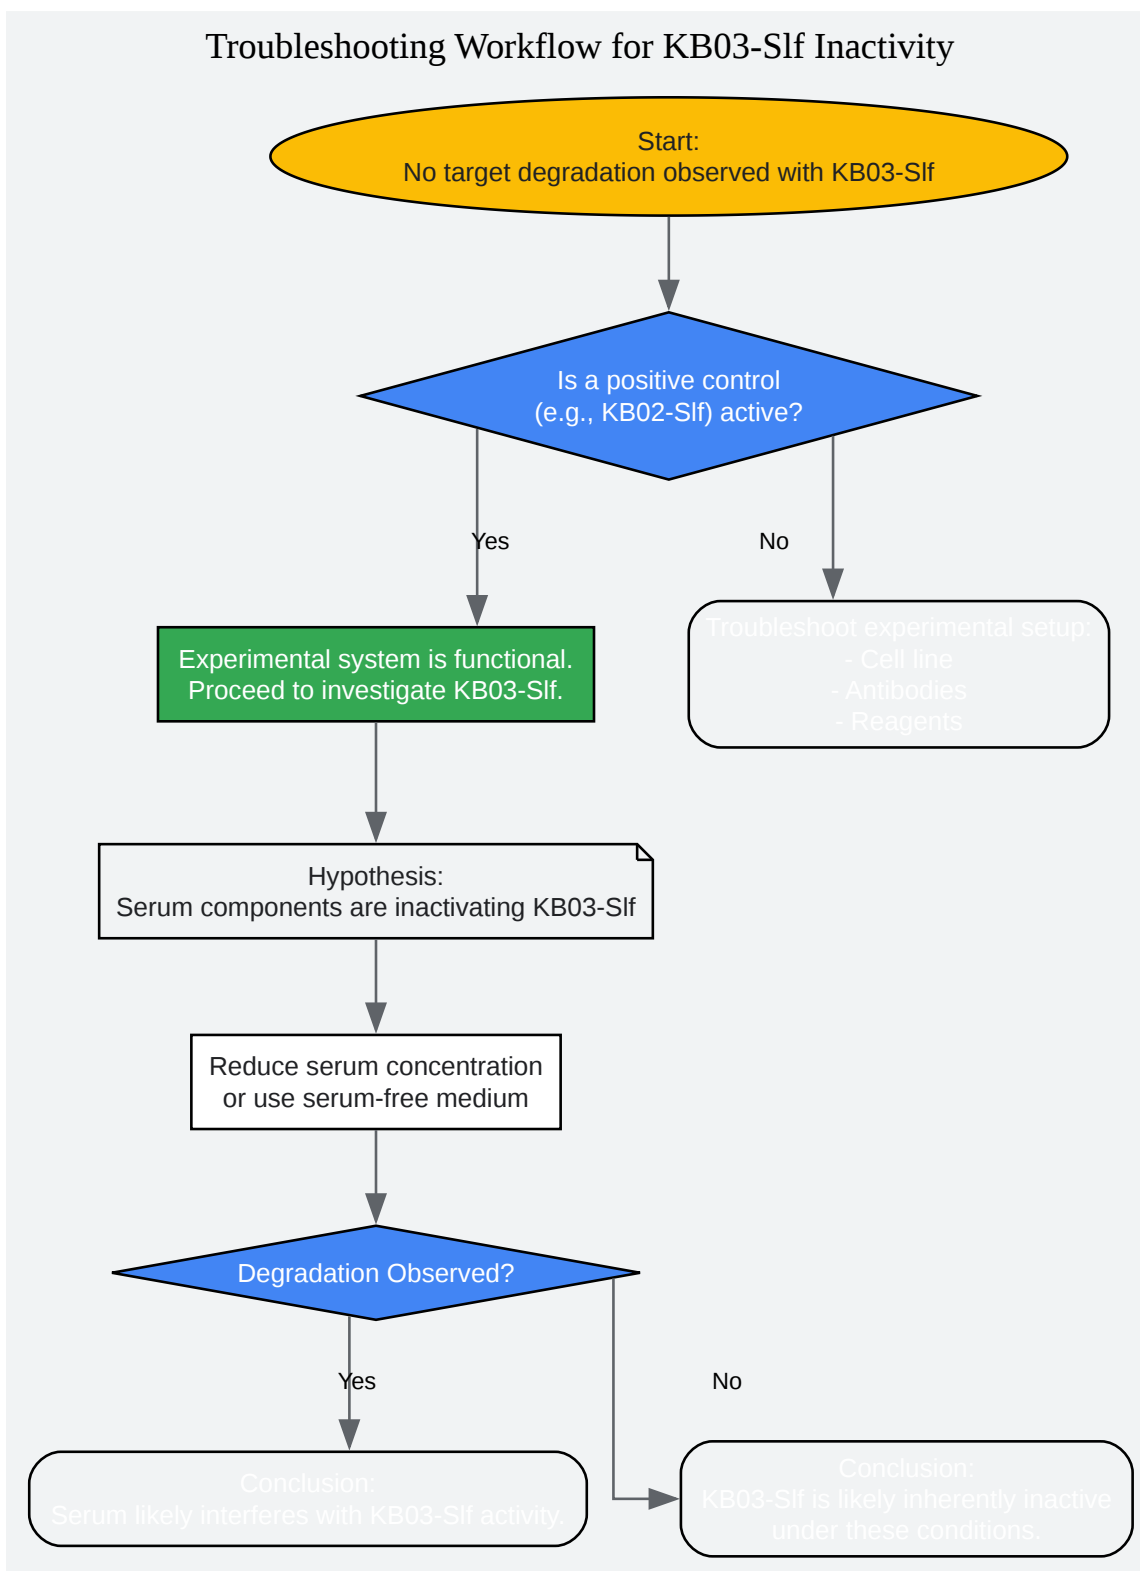 Troubleshooting Workflow for KB03-Slf Inactivity
Start:
No target degradation observed with KB03-Slf
Is a positive control
(e.g., KB02-Slf) active?
Yes
No
Experimental system is functional.
Proceed to investigate KB03-Slf.
Troubleshoot experimental setup:
- Cell line
- Antibodies
- Reagents
Hypothesis:
Serum components are inactivating KB03-Slf
Reduce serum concentration
or use serum-free medium
Degradation Observed?
Yes
No
Conclusion:
Serum likely interferes with KB03-Slf activity.
Conclusion:
KB03-Slf is likely inherently inactive
under these conditions.